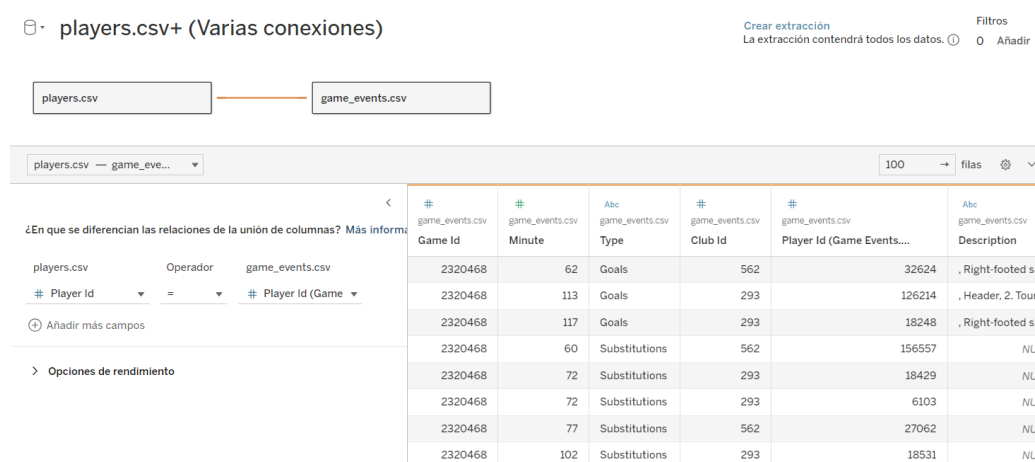 players.csv+ (Varias conexiones)
Crear extracción
La extracción contendrá todos los datos.
Filtros
0 Añadir
players.csv
game_events.csv
players.csv — game_eve...
100 → filas
¿En que se diferencian las relaciones de la unión de columnas? Más informa
players.csv Operador game_events.csv
# Player Id = # Player Id (Game
Añadir más campos
Opciones de rendimiento
# # Abc # # Abc
game_events.csv game_events.csv game_events.csv game_events.csv game_events.csv game_events.csv
Game Id Minute Type Club Id Player Id (Game Events.... Description
2320468 62 Goals 562 32624 , Right-footed s
2320468 113 Goals 293 126214 , Header, 2. Tour
2320468 117 Goals 293 18248 , Right-footed s
2320468 60 Substitutions 562 156557 NU
2320468 72 Substitutions 293 18429 NU
2320468 72 Substitutions 293 6103 NU
2320468 77 Substitutions 562 27062 NU
2320468 102 Substitutions 293 18531 NU